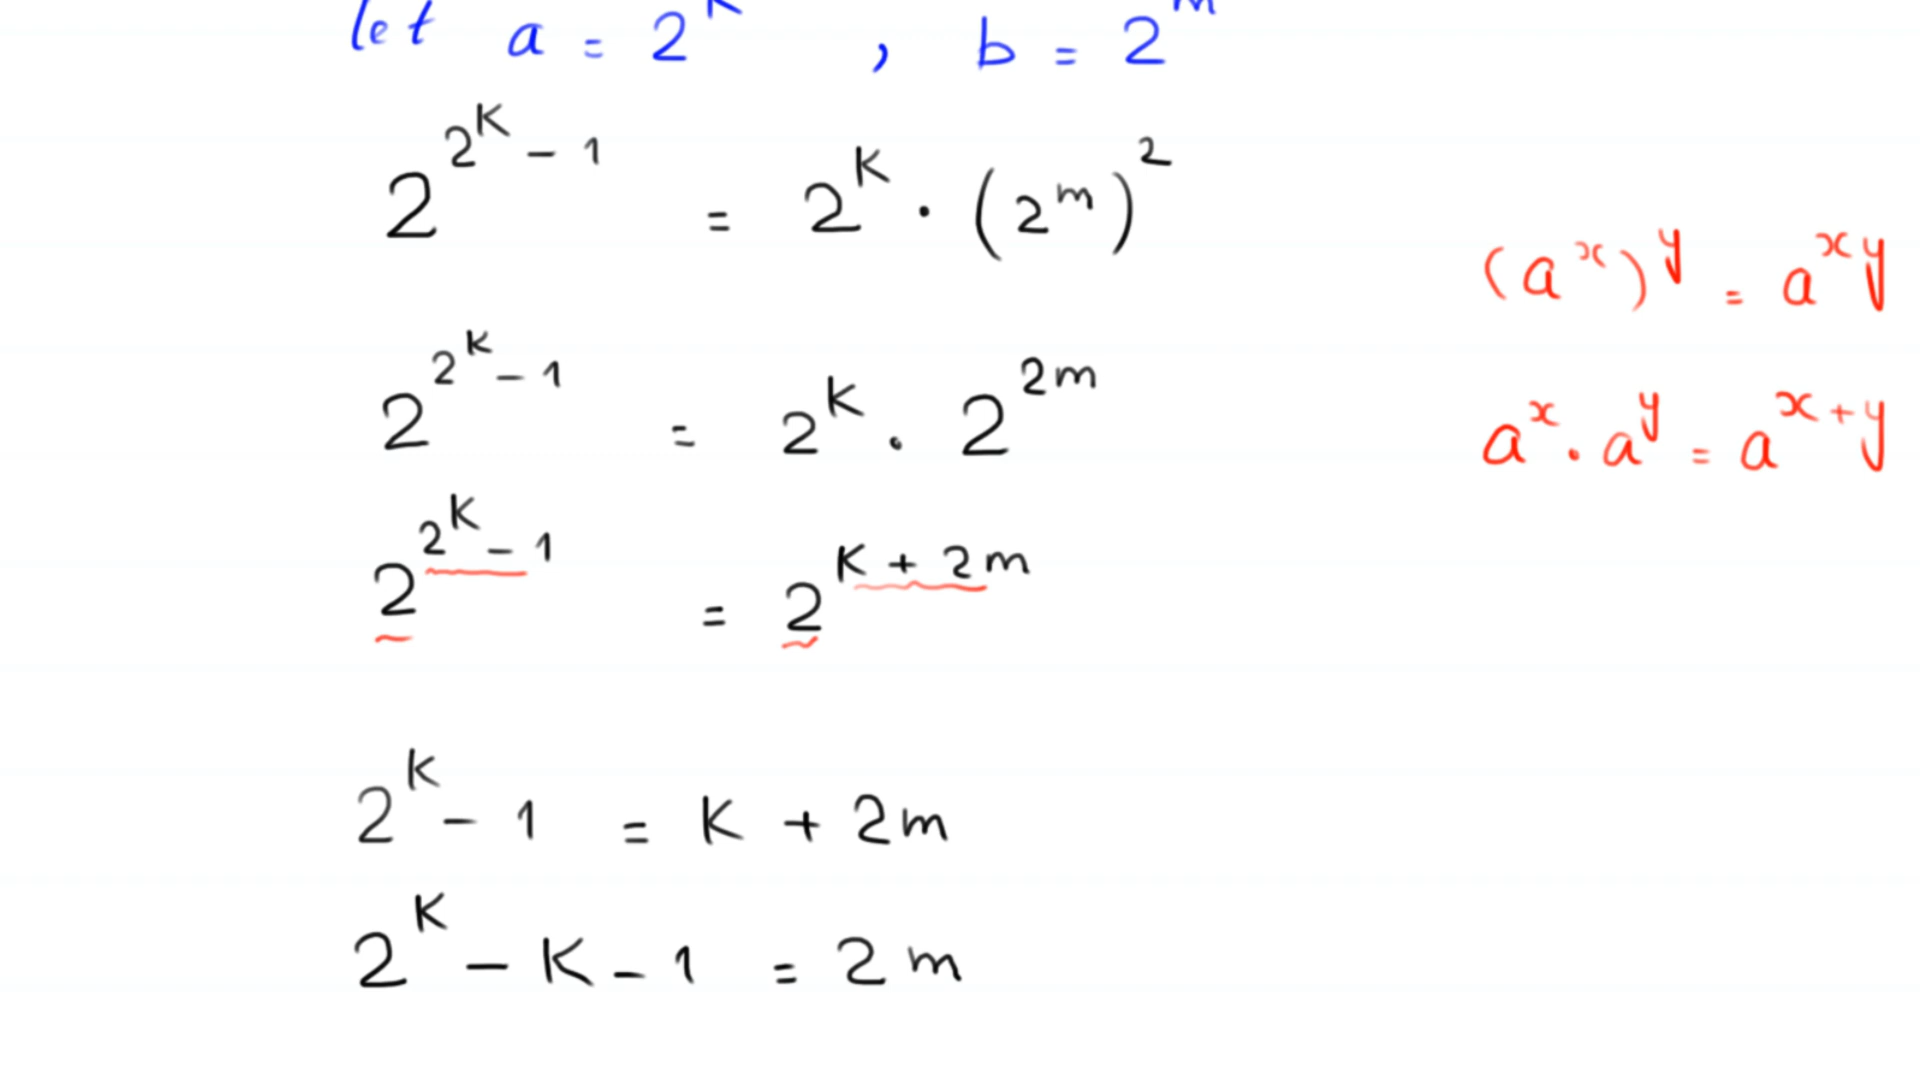 let a = 2^K , b = 2^m
2^(2^K - 1) = 2^K · (2^m)^2
(a^x)^y = a^xy
2^(2^K - 1) = 2^K · 2^2m
a^x · a^y = a^x+y
2^(2^K - 1) = 2^K + 2m
2^K - 1 = K + 2m
2^K - K - 1 = 2m